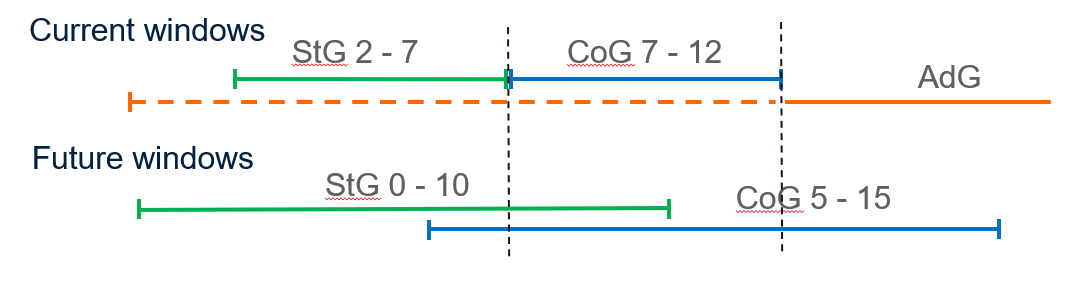 Current windows
StG 2 - 7
CoG 7 - 12
AdG
Future windows
StG 0 - 10
CoG 5 - 15